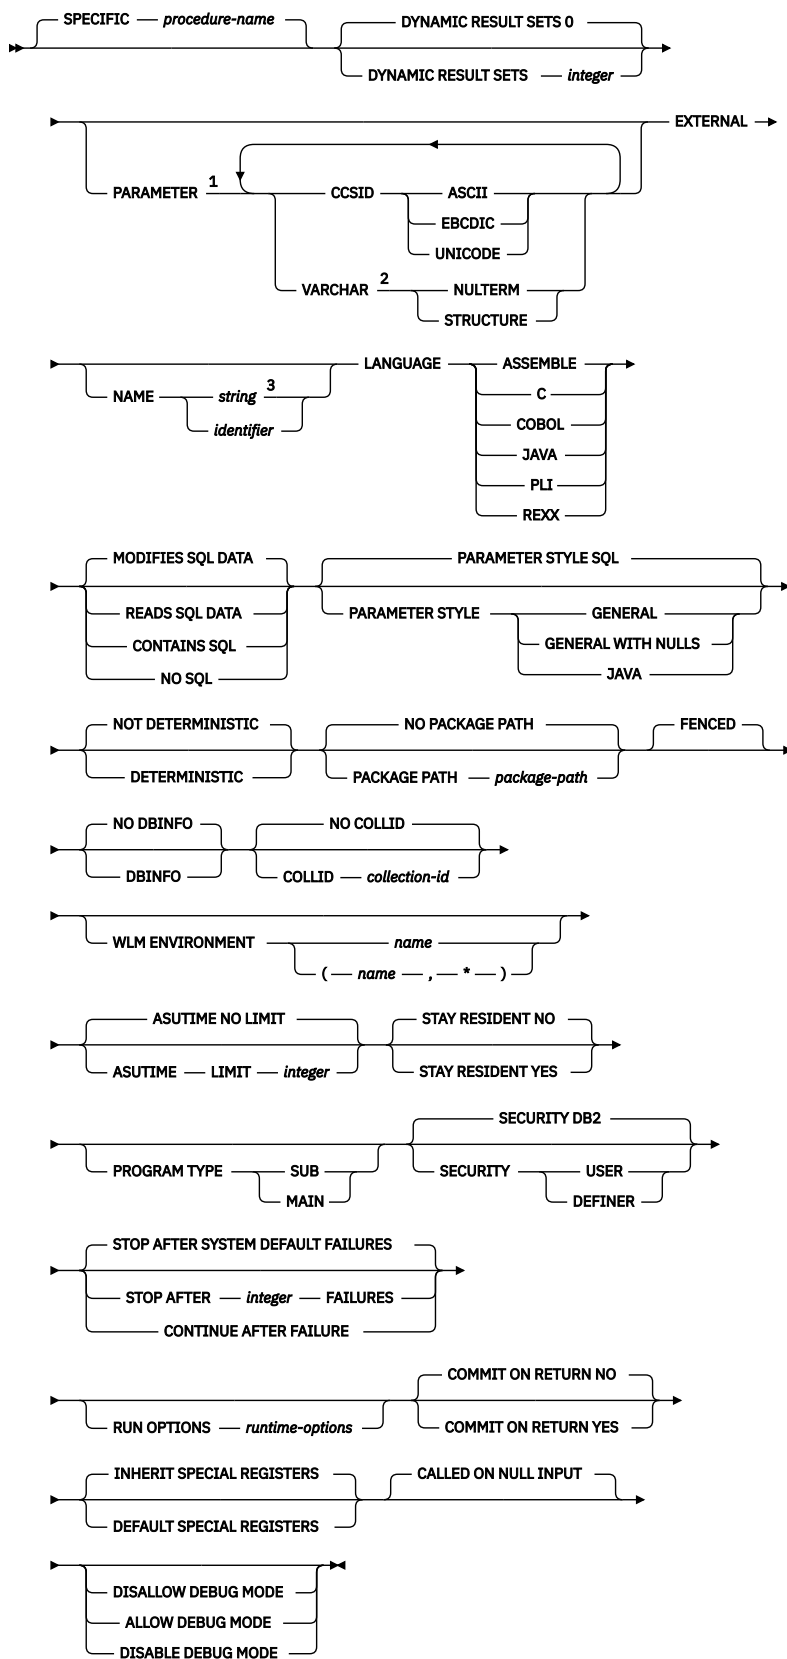 SPECIFIC procedure-name DYNAMIC RESULT SETS 0
DYNAMIC RESULT SETS integer
EXTERNAL
PARAMETER 1 CCSID ASCII
EBCDIC
UNICODE
VARCHAR 2 NULTERM
STRUCTURE
LANGUAGE ASSEMBLE
NAME string 3 C
identifier COBOL
JAVA
PLI
REXX
MODIFIES SQL DATA PARAMETER STYLE SQL
READS SQL DATA PARAMETER STYLE GENERAL
CONTAINS SQL GENERAL WITH NULLS
NO SQL JAVA
NOT DETERMINISTIC NO PACKAGE PATH FENCED
DETERMINISTIC PACKAGE PATH package-path
NO DBINFO NO COLLID
DBINFO COLLID collection-id
WLM ENVIRONMENT name
( name , * )
ASUTIME NO LIMIT STAY RESIDENT NO
ASUTIME LIMIT integer STAY RESIDENT YES
SECURITY DB2
PROGRAM TYPE SUB SECURITY USER
MAIN DEFINER
STOP AFTER SYSTEM DEFAULT FAILURES
STOP AFTER integer FAILURES
CONTINUE AFTER FAILURE
COMMIT ON RETURN NO
RUN OPTIONS runtime-options COMMIT ON RETURN YES
INHERIT SPECIAL REGISTERS CALLED ON NULL INPUT
DEFAULT SPECIAL REGISTERS
DISALLOW DEBUG MODE
ALLOW DEBUG MODE
DISABLE DEBUG MODE